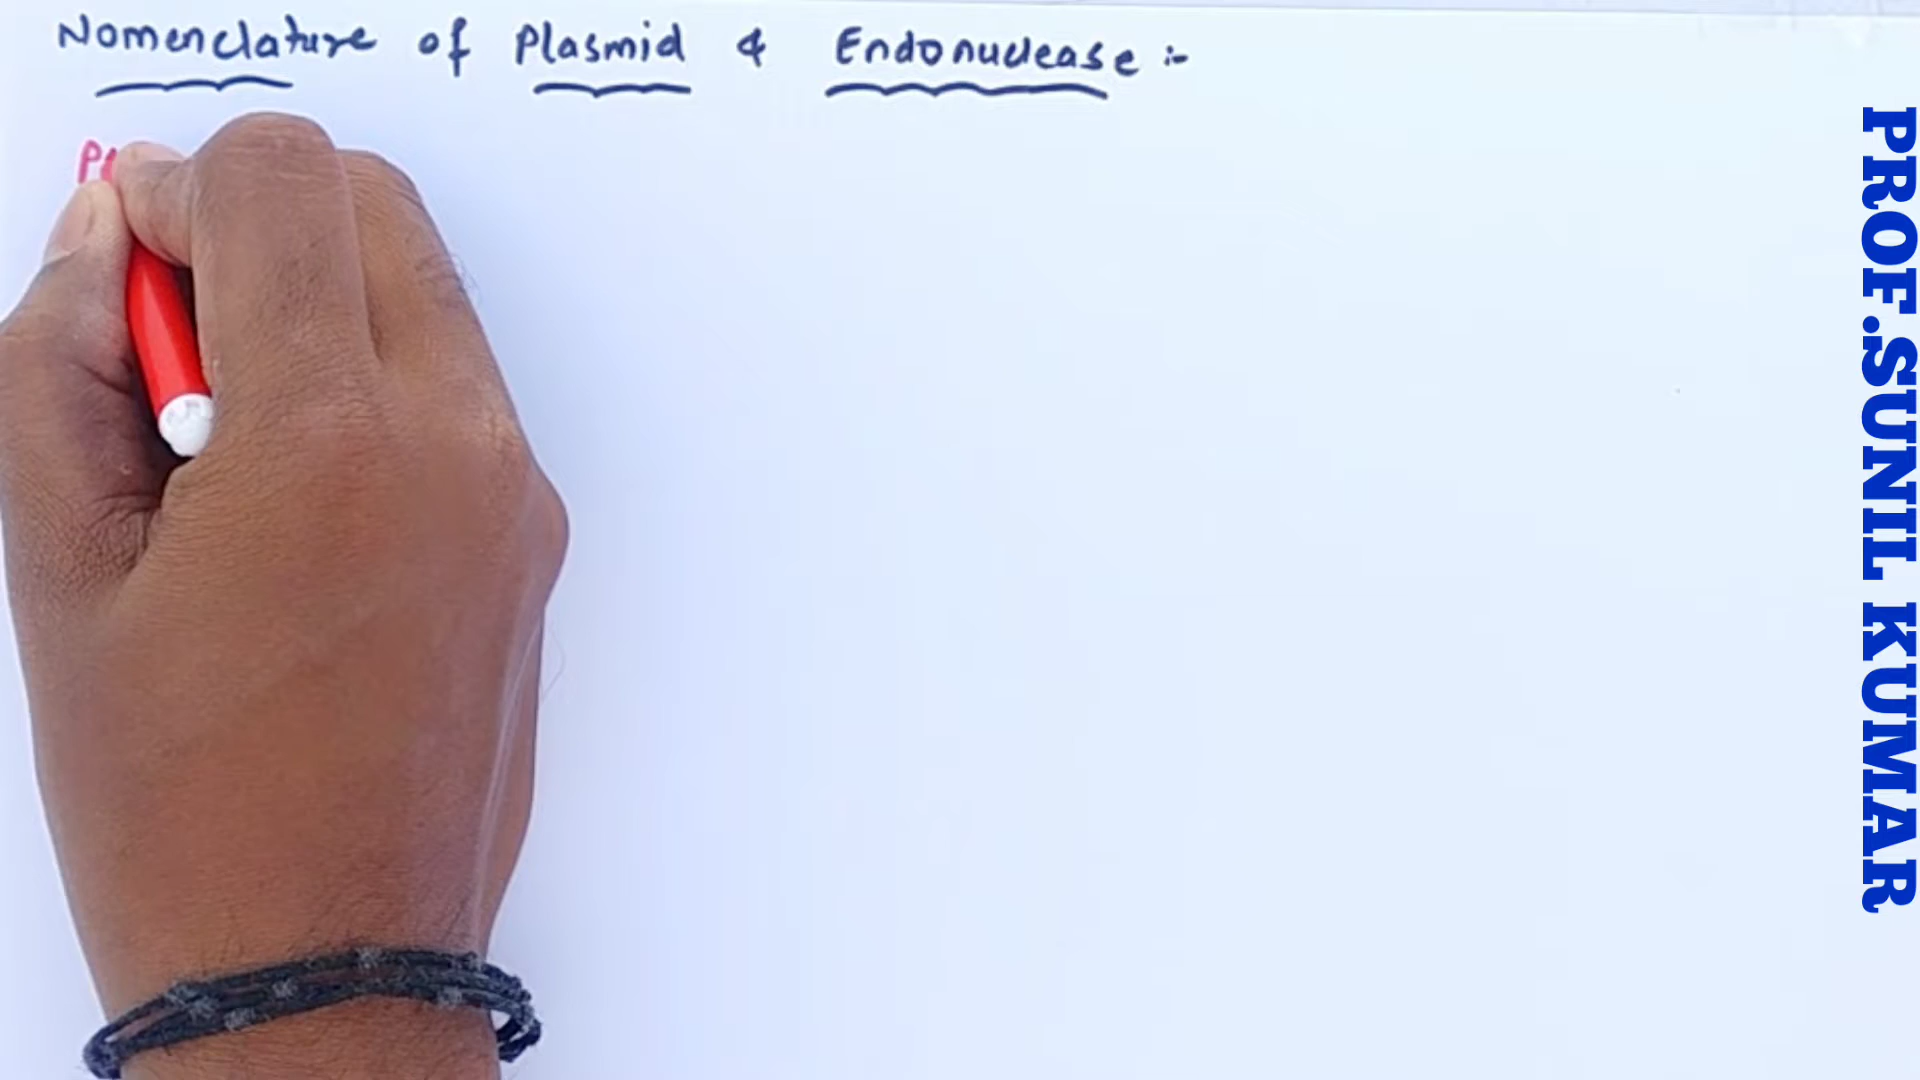 Nomenclature of Plasmid & Endonuclease :-
PROF.SUNIL KUMAR